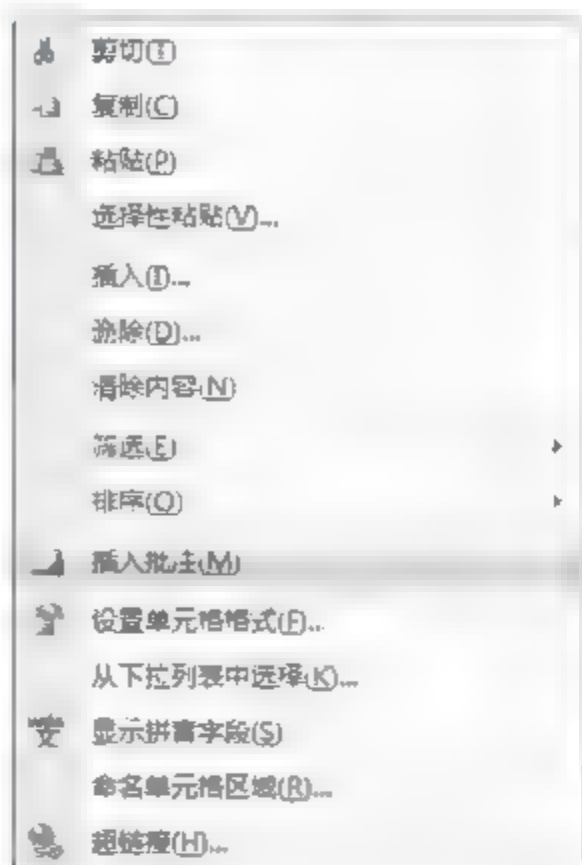 剪切(T)
复制(C)
粘贴(P)
选择性粘贴(V)...
插入(I)...
删除(D)...
清除内容(N)
筛选(E)
排序(O)
插入批注(M)
设置单元格格式(F)...
从下拉列表中选择(K)...
显示拼音字段(S)
命名单元格区域(R)...
超链接(H)...